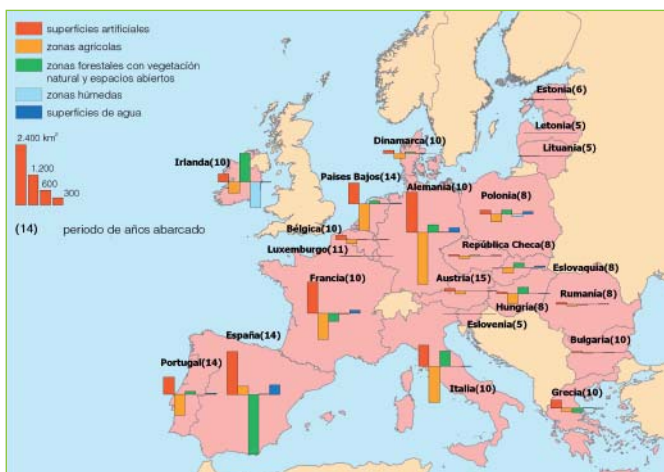 superficies artificiales
zonas agrícolas
zonas forestales con vegetación
natural y espacios abiertos
zonas húmedas
superficies de agua
2.400 km²
1.200
600
300
(14) periodo de años abarcado
Estonia(6)
Letonia(5)
Lituania(5)
Dinamarca(10)
Irlanda(10)
Paises Bajos(14)
Alemania(10)
Polonia(8)
Bélgica(10)
Luxemburgo(11)
República Checa(8)
Eslovaquia(8)
Francia(10)
Austria(15)
Hungría(8)
Rumanía(8)
Eslovenia(5)
España(14)
Bulgaria(10)
Portugal(14)
Italia(10)
Grecia(10)